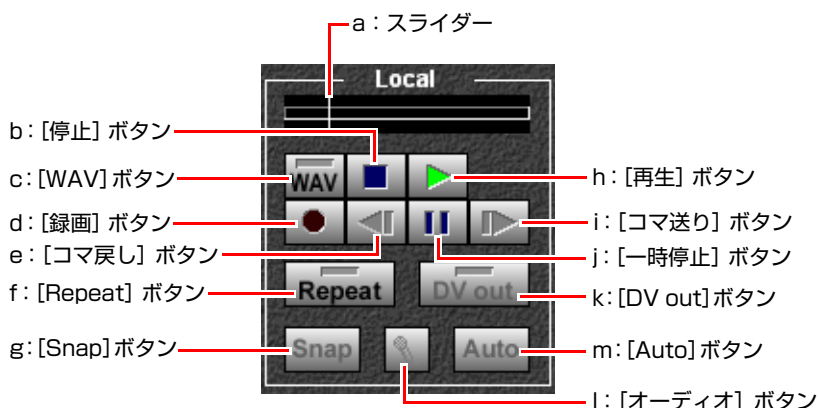 a：スライダー
Local
b：[停止] ボタン
c：[WAV]ボタン
WAV
h：[再生] ボタン
d：[録画] ボタン
i：[コマ送り] ボタン
e：[コマ戻し] ボタン
j：[一時停止] ボタン
f：[Repeat] ボタン
Repeat
DV out
k：[DV out]ボタン
g：[Snap]ボタン
Snap
Auto
m：[Auto]ボタン
l：[オーディオ] ボタン